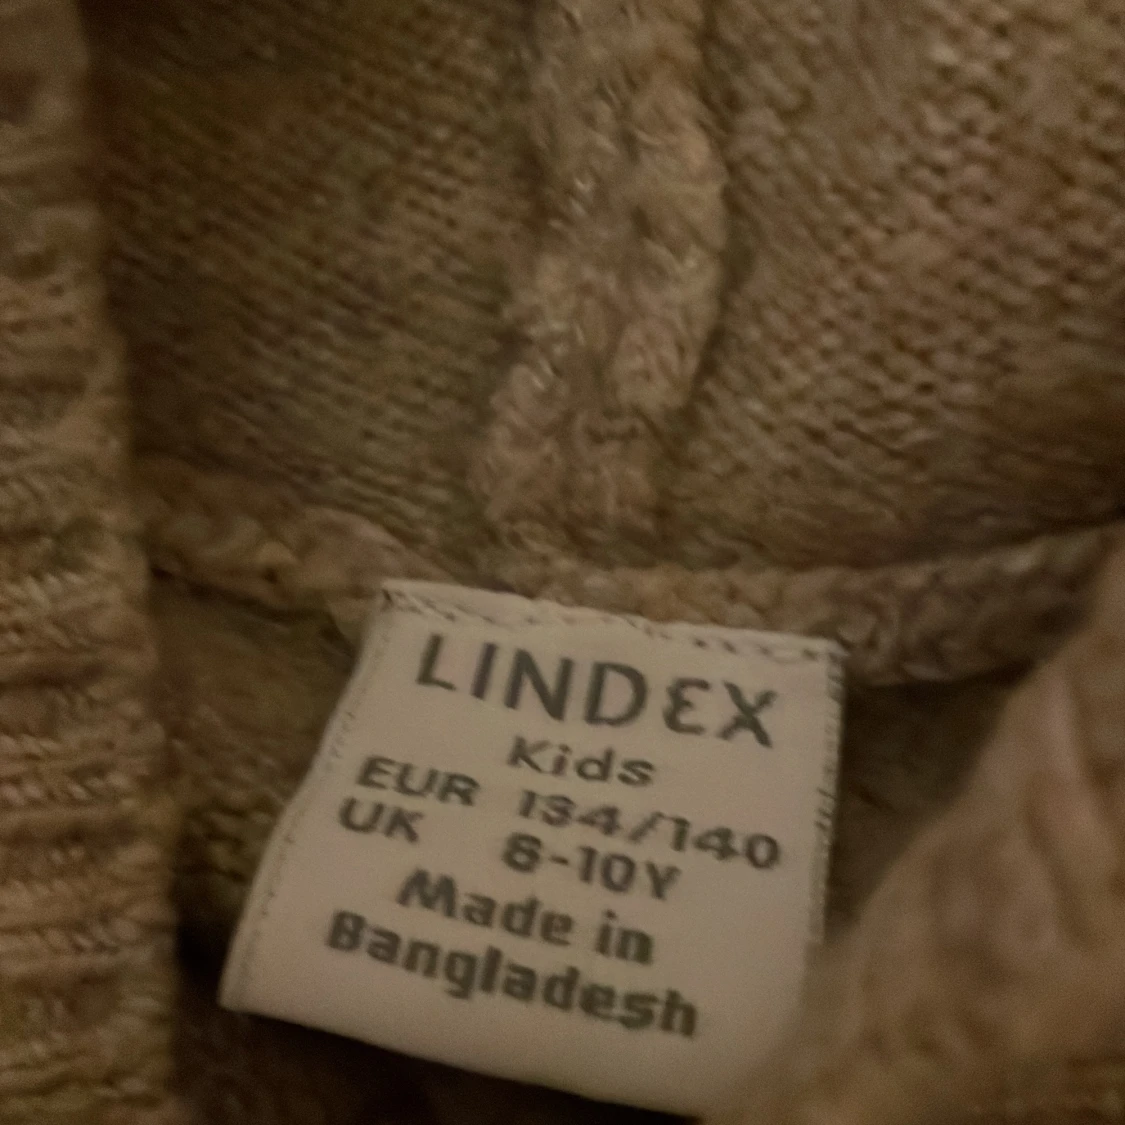 LINDEX
Kids
EUR 134/140
UK 8-10Y
Made in
Bangladesh